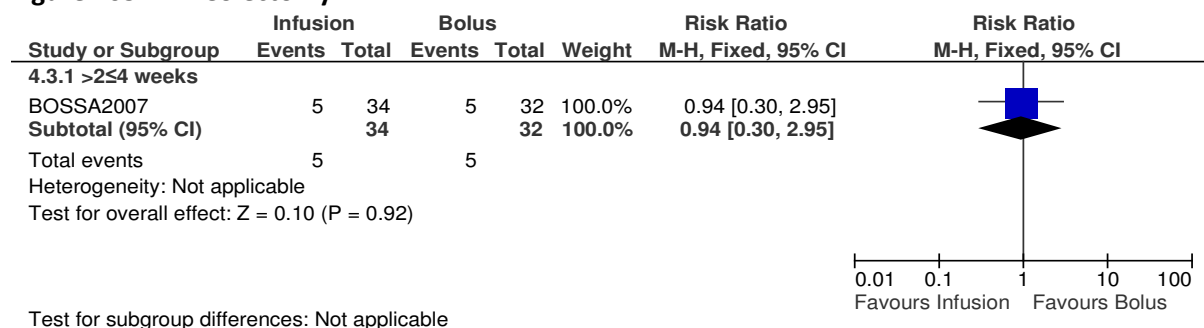 Infusion Bolus Risk Ratio Risk Ratio
Study or Subgroup Events Total Events Total Weight M-H, Fixed, 95% CI M-H, Fixed, 95% CI
4.3.1 >2≤4 weeks
BOSSA2007 5 34 5 32 100.0% 0.94 [0.30, 2.95]
Subtotal (95% CI) 34 32 100.0% 0.94 [0.30, 2.95]
Total events 5 5
Heterogeneity: Not applicable
Test for overall effect: Z = 0.10 (P = 0.92)
0.01 0.1 1 10 100
Favours Infusion Favours Bolus
Test for subgroup differences: Not applicable